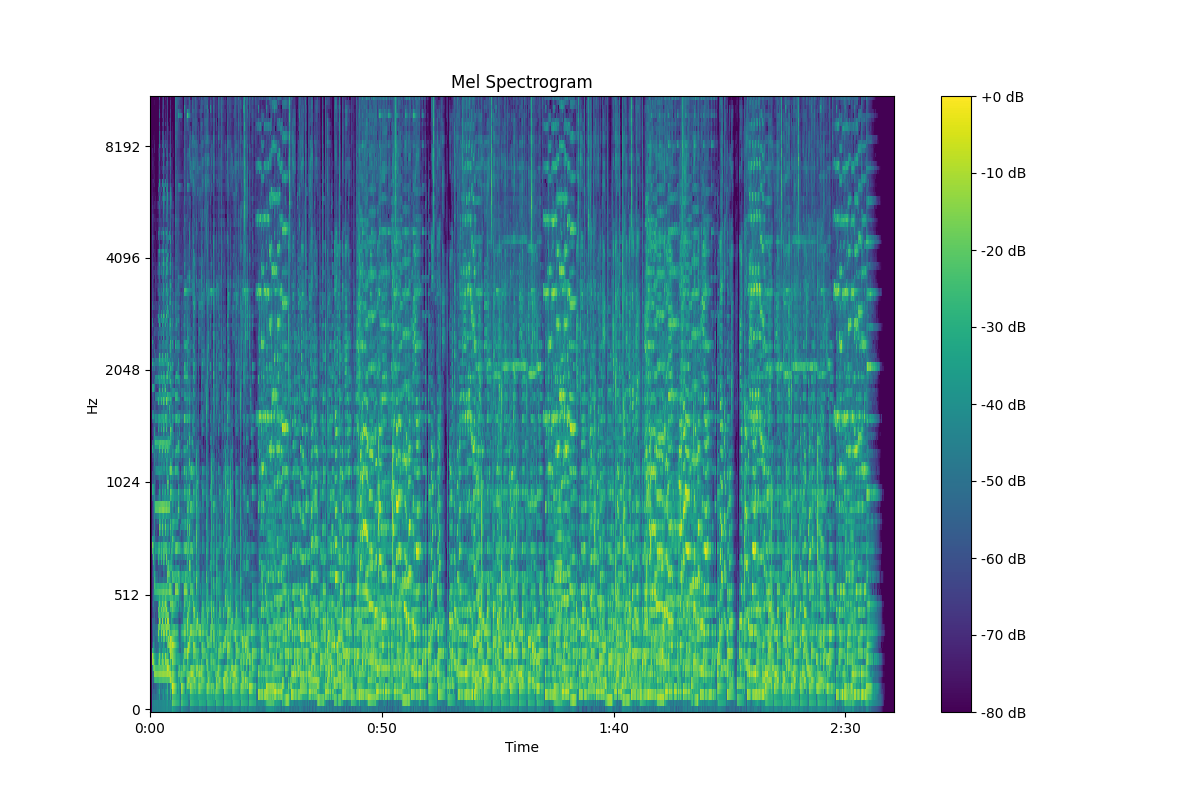 Mel Spectrogram
Hz
8192
4096
2048
1024
512
0
0:00
0:50
1:40
2:30
Time
+0 dB
-10 dB
-20 dB
-30 dB
-40 dB
-50 dB
-60 dB
-70 dB
-80 dB